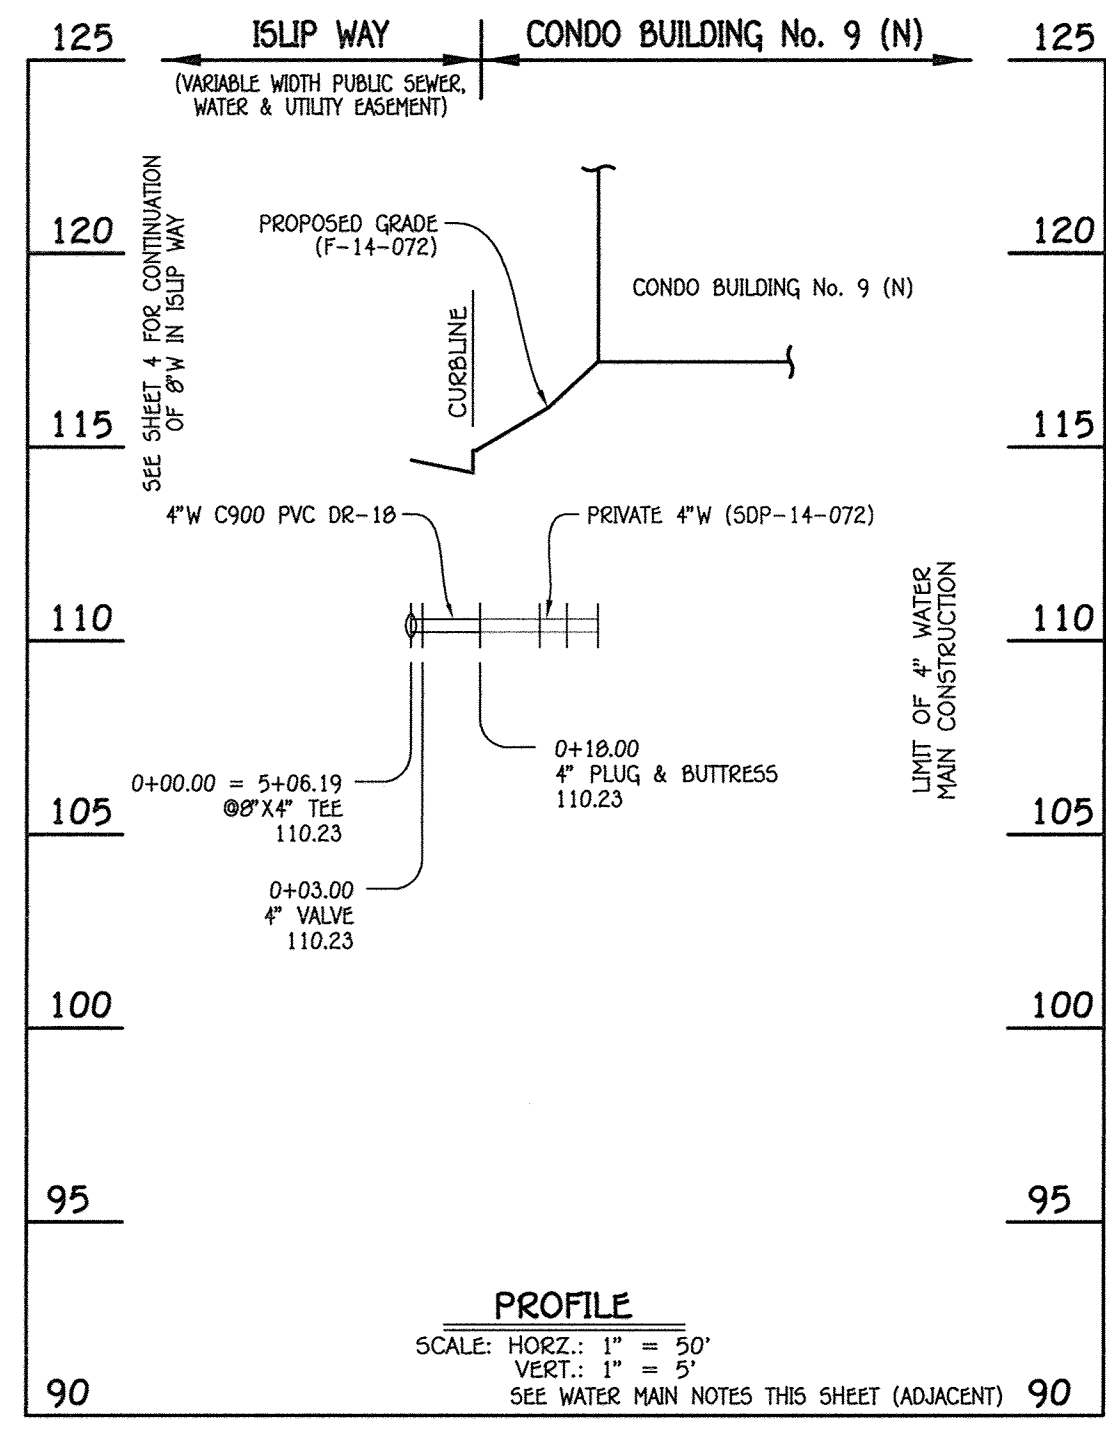 125
ISLIP WAY
CONDO BUILDING No. 9 (N)
125
(VARIABLE WIDTH PUBLIC SEWER,
WATER & UTILITY EASEMENT)
SEE SHEET 4 FOR CONTINUATION
OF 8"W IN ISLIP WAY
120
PROPOSED GRADE
(F-14-072)
120
CONDO BUILDING No. 9 (N)
CURBLINE
115
115
4"W C900 PVC DR-18
PRIVATE 4"W (SDP-14-072)
110
110
LIMIT OF 4" WATER
MAIN CONSTRUCTION
0+18.00
4" PLUG & BUTTRESS
110.23
0+00.00 = 5+06.19
@8"X4" TEE
110.23
105
105
0+03.00
4" VALVE
110.23
100
100
95
95
PROFILE
SCALE: HORZ.: 1" = 50'
VERT.: 1" = 5'
SEE WATER MAIN NOTES THIS SHEET (ADJACENT)
90
90